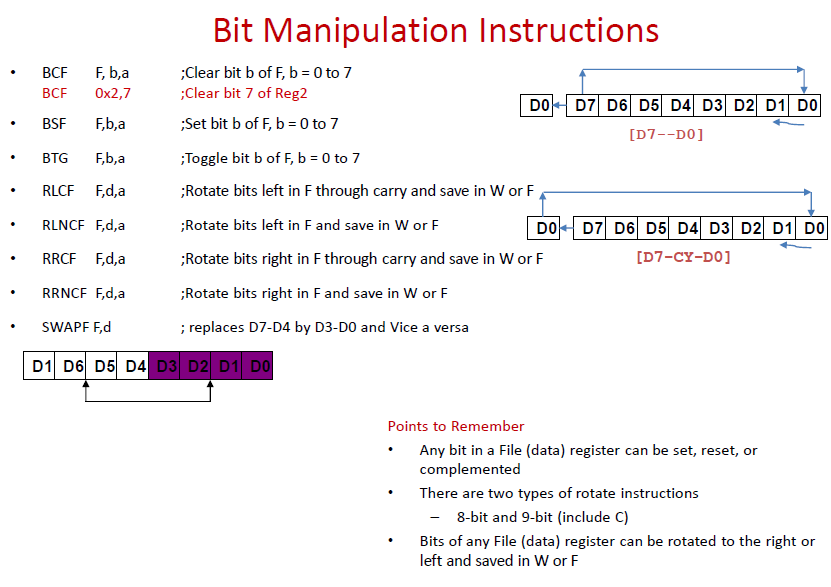 Bit Manipulation Instructions
• BCF F, b,a ;Clear bit b of F, b = 0 to 7
BCF 0x2,7 ;Clear bit 7 of Reg2
• BSF F,b,a ;Set bit b of F, b = 0 to 7
• BTG F,b,a ;Toggle bit b of F, b = 0 to 7
• RLCF F,d,a ;Rotate bits left in F through carry and save in W or F
• RLNCF F,d,a ;Rotate bits left in F and save in W or F
• RRCF F,d,a ;Rotate bits right in F through carry and save in W or F
• RRNCF F,d,a ;Rotate bits right in F and save in W or F
• SWAPF F,d ; replaces D7-D4 by D3-D0 and Vice a versa
D0 D7 D6 D5 D4 D3 D2 D1 D0
[D7--D0]
D0 D7 D6 D5 D4 D3 D2 D1 D0
[D7-CY-D0]
D1 D6 D5 D4 D3 D2 D1 D0
Points to Remember
• Any bit in a File (data) register can be set, reset, or
complemented
• There are two types of rotate instructions
– 8-bit and 9-bit (include C)
• Bits of any File (data) register can be rotated to the right or
left and saved in W or F